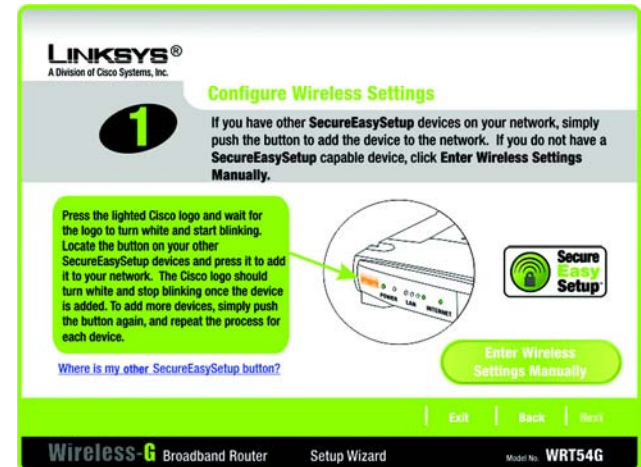 LINKSYS®
A Division of Cisco Systems, Inc.
1
Configure Wireless Settings
If you have other SecureEasySetup devices on your network, simply
push the button to add the device to the network. If you do not have a
SecureEasySetup capable device, click Enter Wireless Settings
Manually.
Press the lighted Cisco logo and wait for
the logo to turn white and start blinking.
Locate the button on your other
SecureEasySetup devices and press it to add
it to your network. The Cisco logo should
turn white and stop blinking once the device
is added. To add more devices, simply push
the button again, and repeat the process for
each device.
POWER LAN INTERNET
Secure
Easy
Setup
Where is my other SecureEasySetup button?
Enter Wireless
Settings Manually
Exit Back Next
Wireless-G Broadband Router Setup Wizard Model No. WRT54G